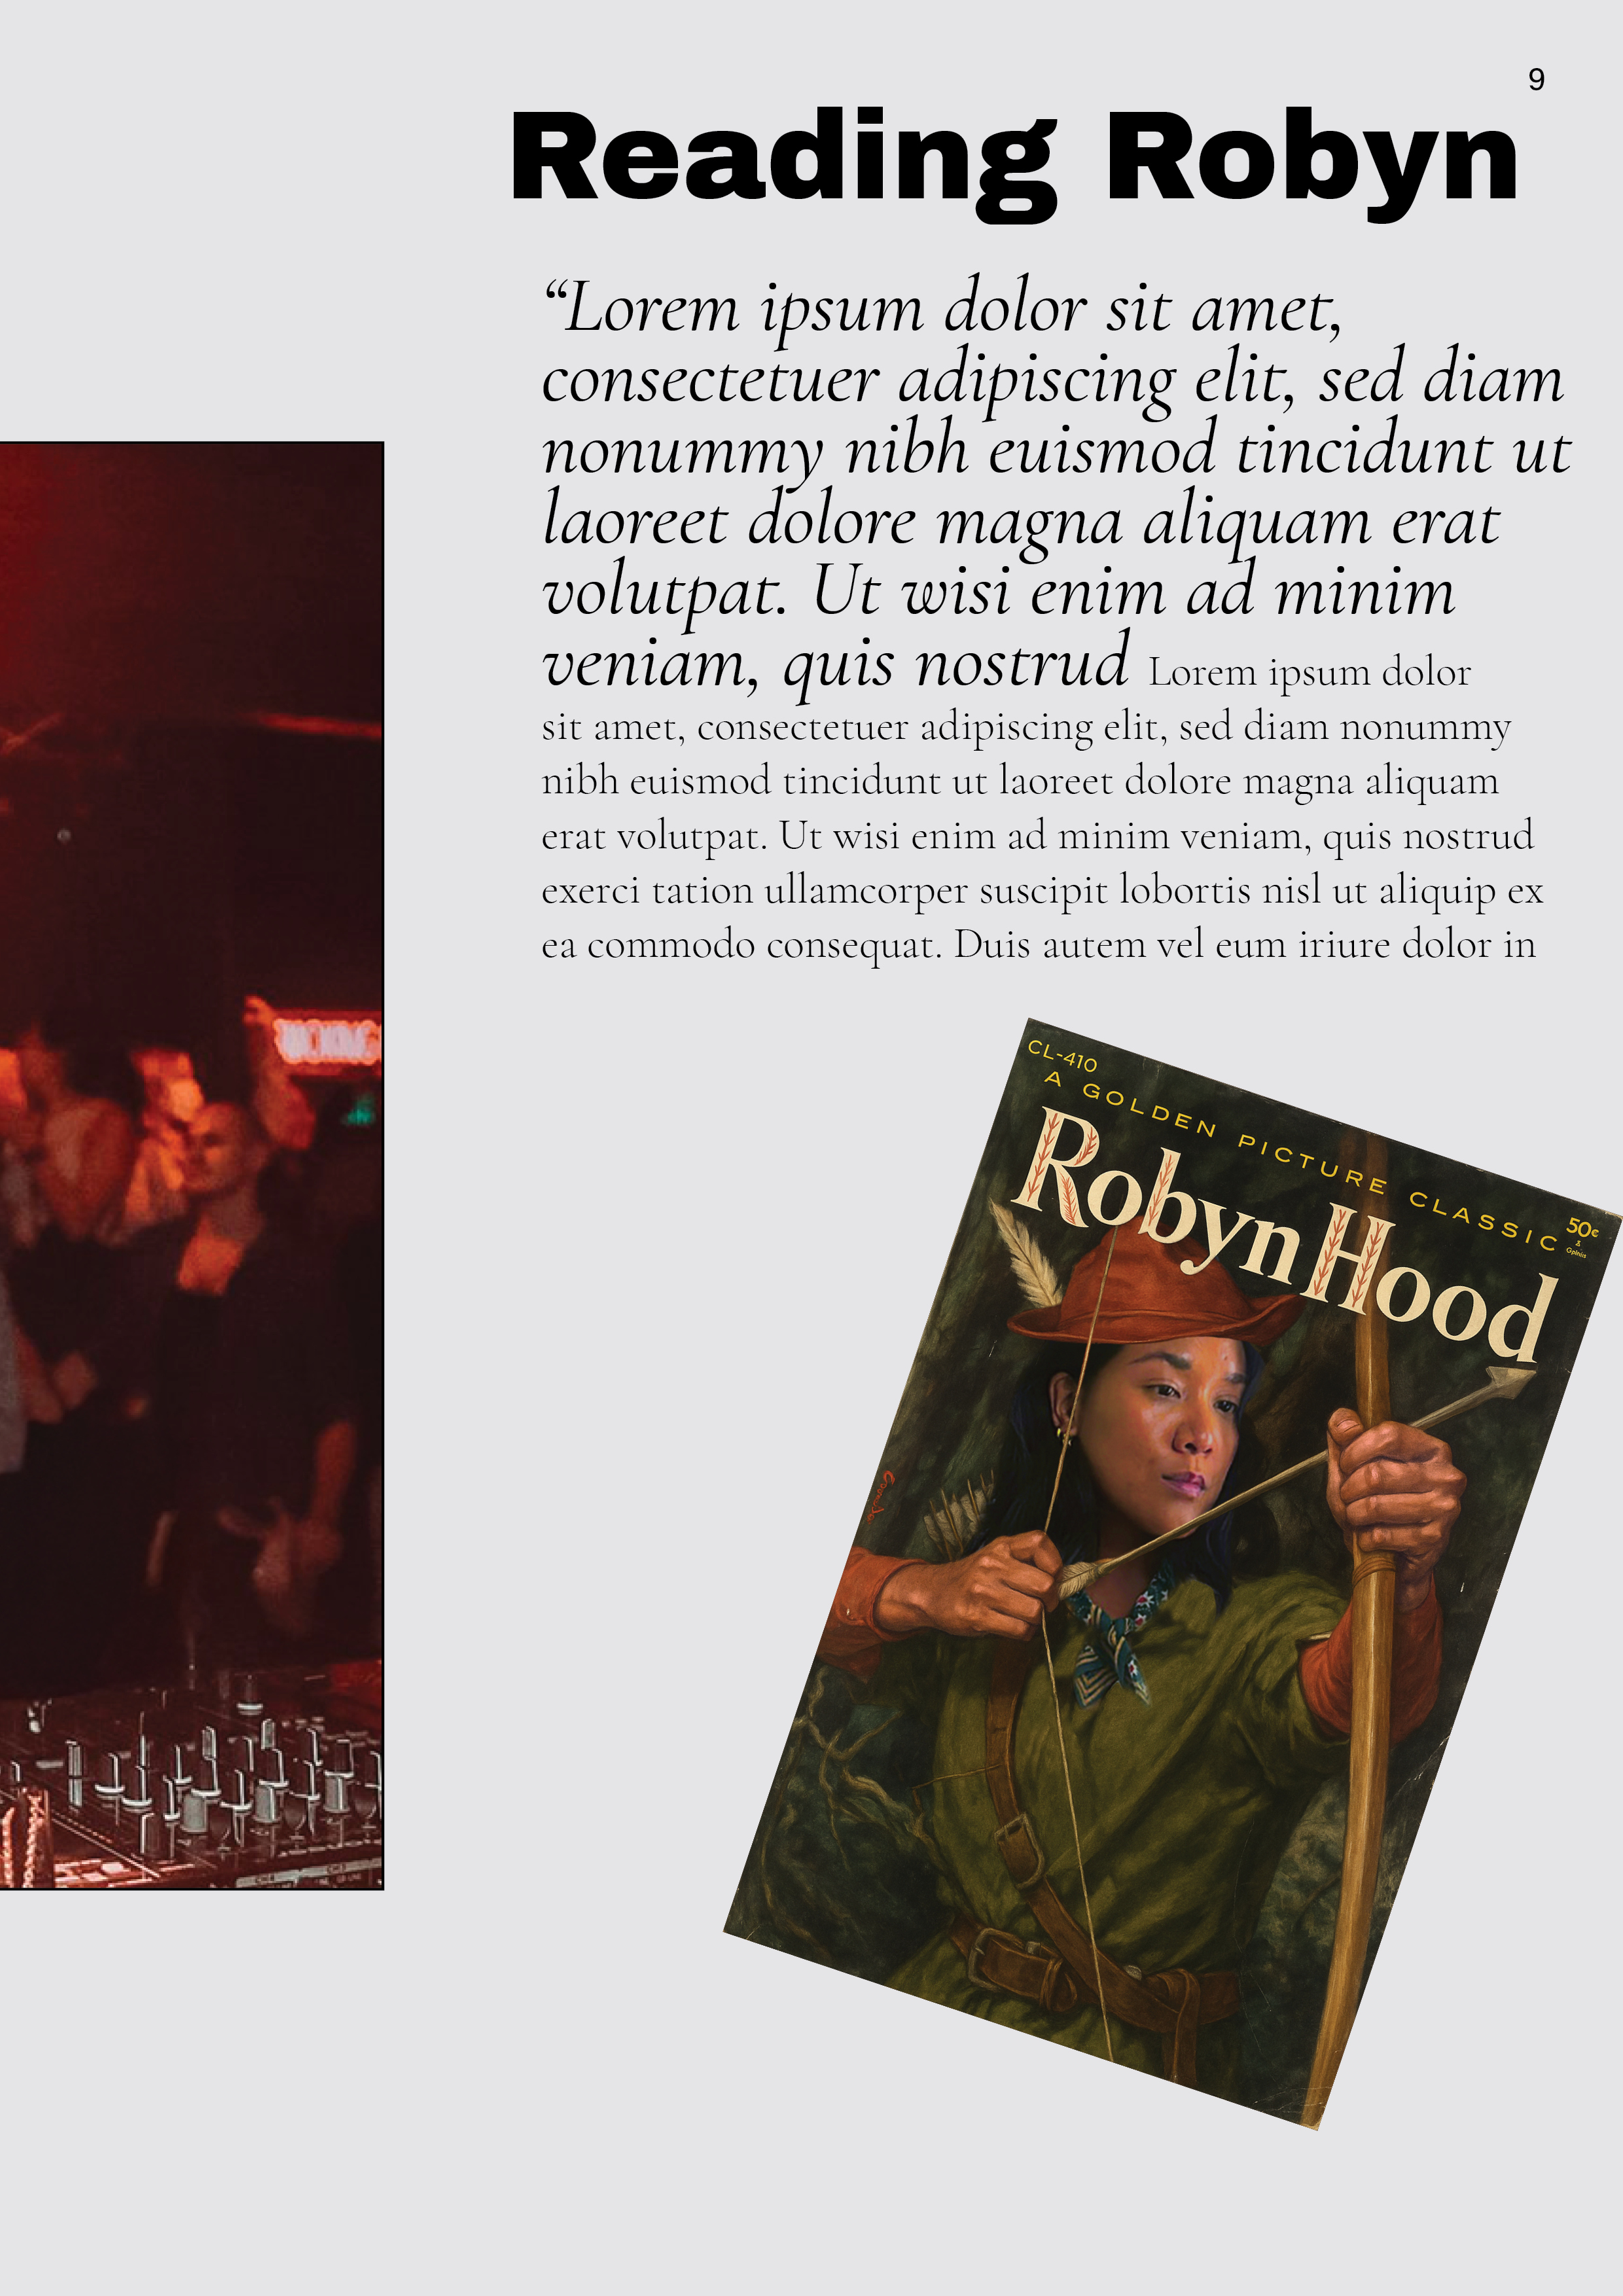 9
Reading Robyn
“Lorem ipsum dolor sit amet,
consectetuer adipiscing elit, sed diam
nonummy nibh euismod tincidunt ut
laoreet dolore magna aliquam erat
volutpat. Ut wisi enim ad minim
veniam, quis nostrud Lorem ipsum dolor
sit amet, consectetuer adipiscing elit, sed diam nonummy
nibh euismod tincidunt ut laoreet dolore magna aliquam
erat volutpat. Ut wisi enim ad minim veniam, quis nostrud
exerci tation ullamcorper suscipit lobortis nisl ut aliquip ex
ea commodo consequat. Duis autem vel eum iriure dolor in
CL-410
A GOLDEN PICTURE CLASSIC
50¢
Robyn Hood